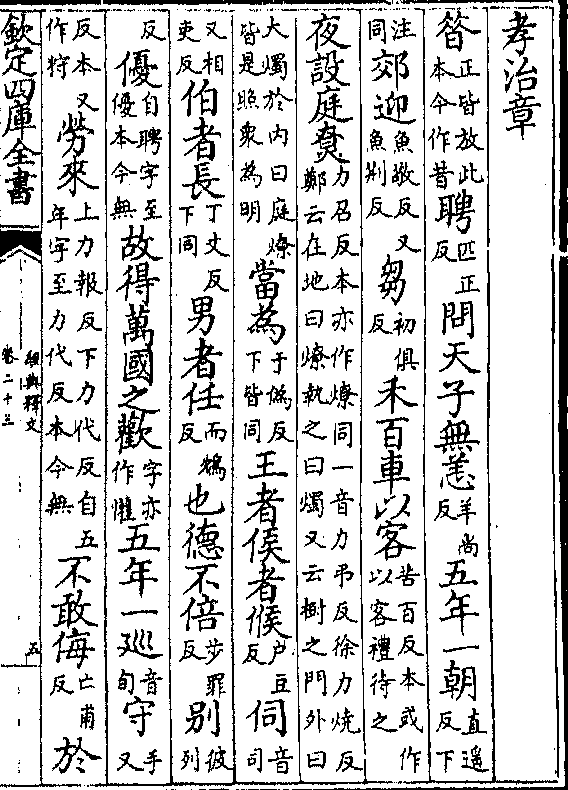 孝治章
㫺正皆放此本今作昔聘匹正反問天子無恙羊尚反五年一朝直遥反下
注同郊迎魚敬反又魚荆反芻初俱反禾百車以客苦百反本或作以客禮待之
夜設庭尞力召反本亦作燎同一音力弔反徐力燒反鄭云在地曰燎執之曰燭又云樹之門外曰
大燭於内曰庭燎皆是照衆為明當為于偽反下皆同王者侯者候户豆反伺音司
又相吏反伯者長丁丈反下同男者任而鴆反也德不倍步罪反别彼列
反優自聘字至優本今無故得萬國之歡字亦作懽五年一巡音旬守手又
反本又作狩勞來上力報反下力代反自五年字至力代反本今無不敢侮亡甫反於
欽定四庫全書
經典釋文
卷二十三
五